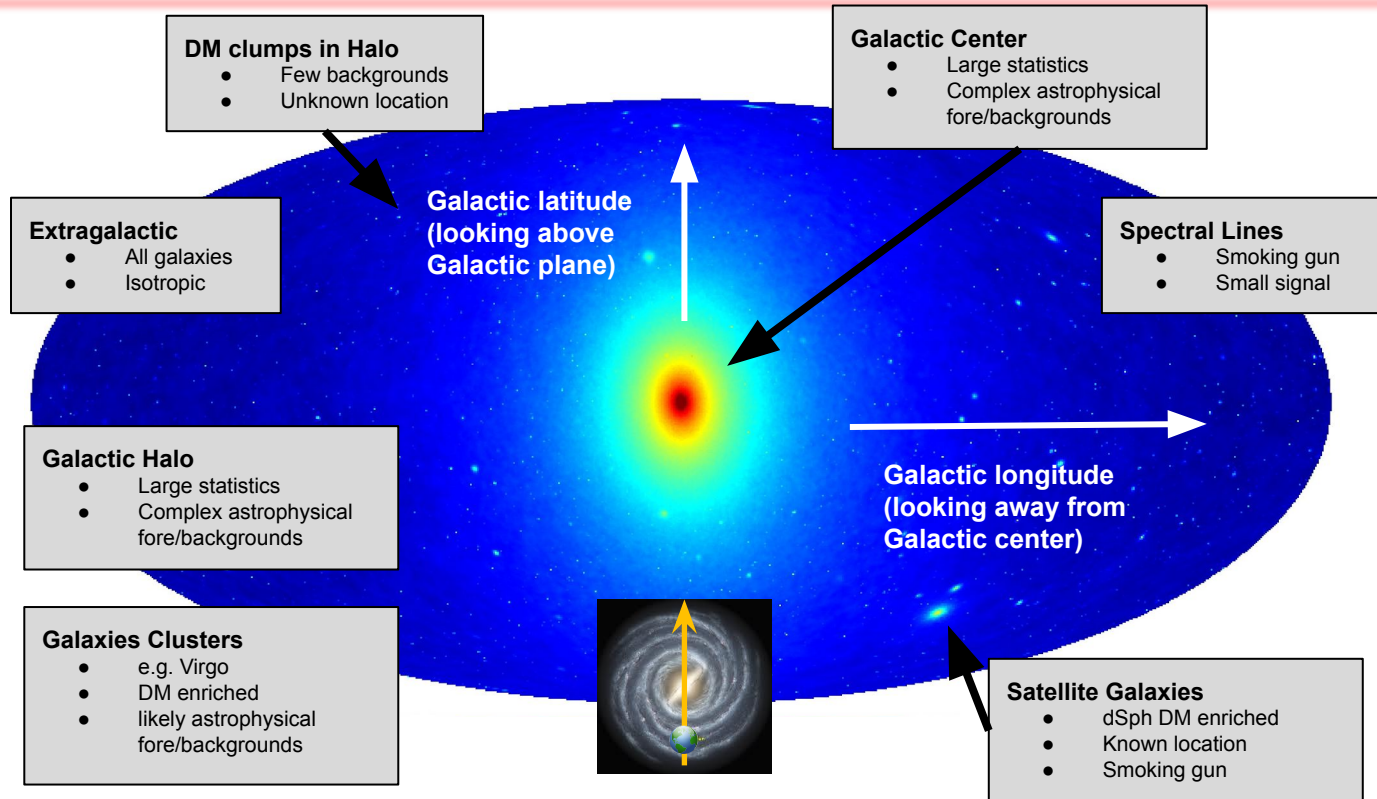 DM clumps in Halo
● Few backgrounds
● Unknown location
Galactic Center
● Large statistics
● Complex astrophysical
fore/backgrounds
Galactic latitude
(looking above
Galactic plane)
Extragalactic
● All galaxies
● Isotropic
Spectral Lines
● Smoking gun
● Small signal
Galactic Halo
● Large statistics
● Complex astrophysical
fore/backgrounds
Galactic longitude
(looking away from
Galactic center)
Galaxies Clusters
● e.g. Virgo
● DM enriched
● likely astrophysical
fore/backgrounds
Satellite Galaxies
● dSph DM enriched
● Known location
● Smoking gun